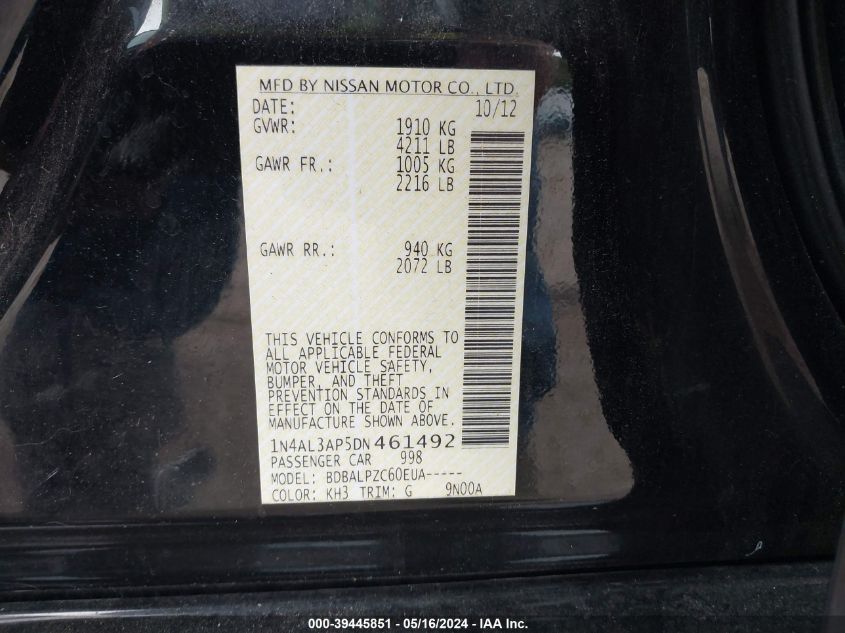 MFD BY NISSAN MOTOR CO., LTD.
DATE: 10/12
GVWR: 1910 KG
4211 LB
GAWR FR.: 1005 KG
2216 LB
GAWR RR.: 940 KG
2072 LB
THIS VEHICLE CONFORMS TO
ALL APPLICABLE FEDERAL
MOTOR VEHICLE SAFETY,
BUMPER, AND THEFT
PREVENTION STANDARDS IN
EFFECT ON THE DATE OF
MANUFACTURE SHOWN ABOVE.
1N4AL3AP5DN461492
PASSENGER CAR 998
MODEL: BDBALPZC60EUA-----
COLOR: KH3 TRIM: G 9N00A
000-39445851 - 05/16/2024 - IAA Inc.